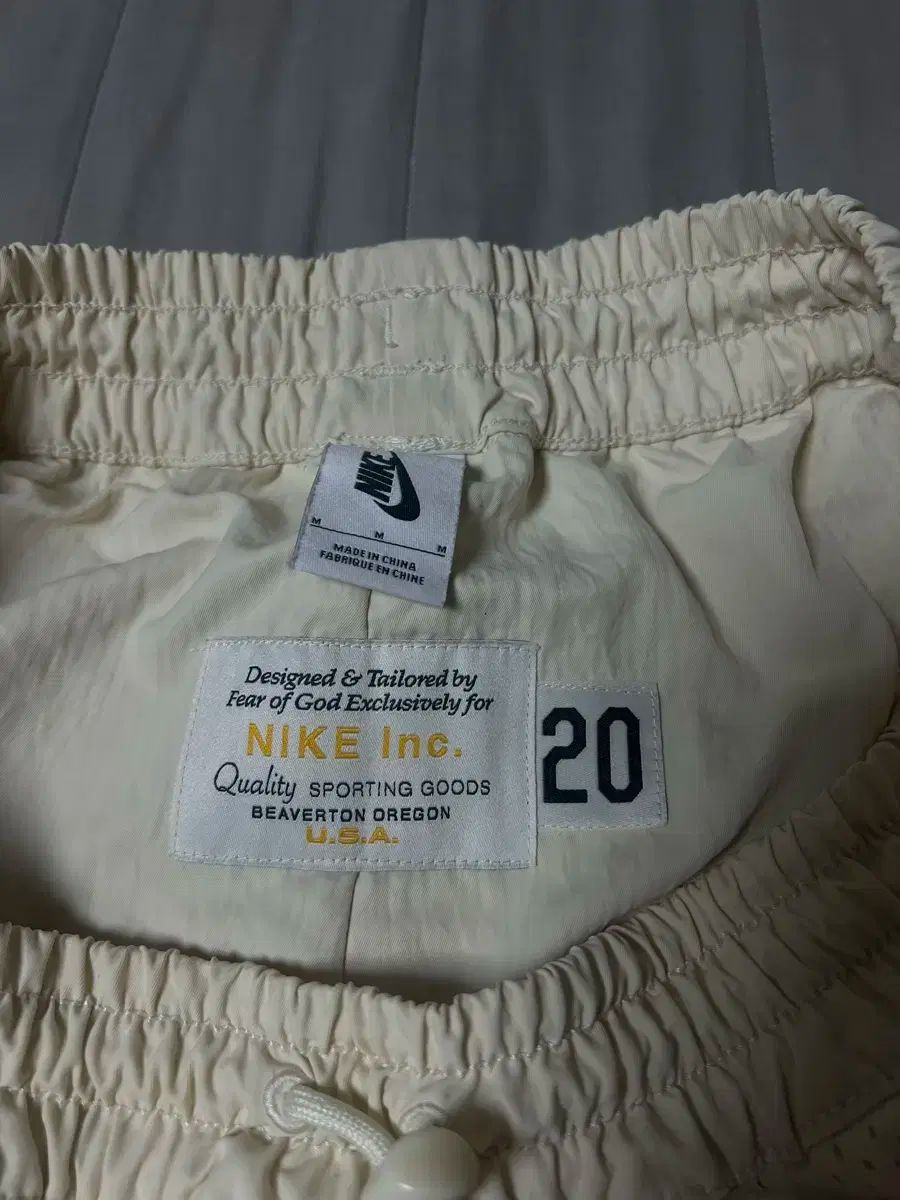 NIKE
M M M
MADE IN CHINA
FABRIQUE EN CHINE
Designed & Tailored by
Fear of God Exclusively for
NIKE Inc.
Quality SPORTING GOODS
BEAVERTON OREGON
U.S.A.
20